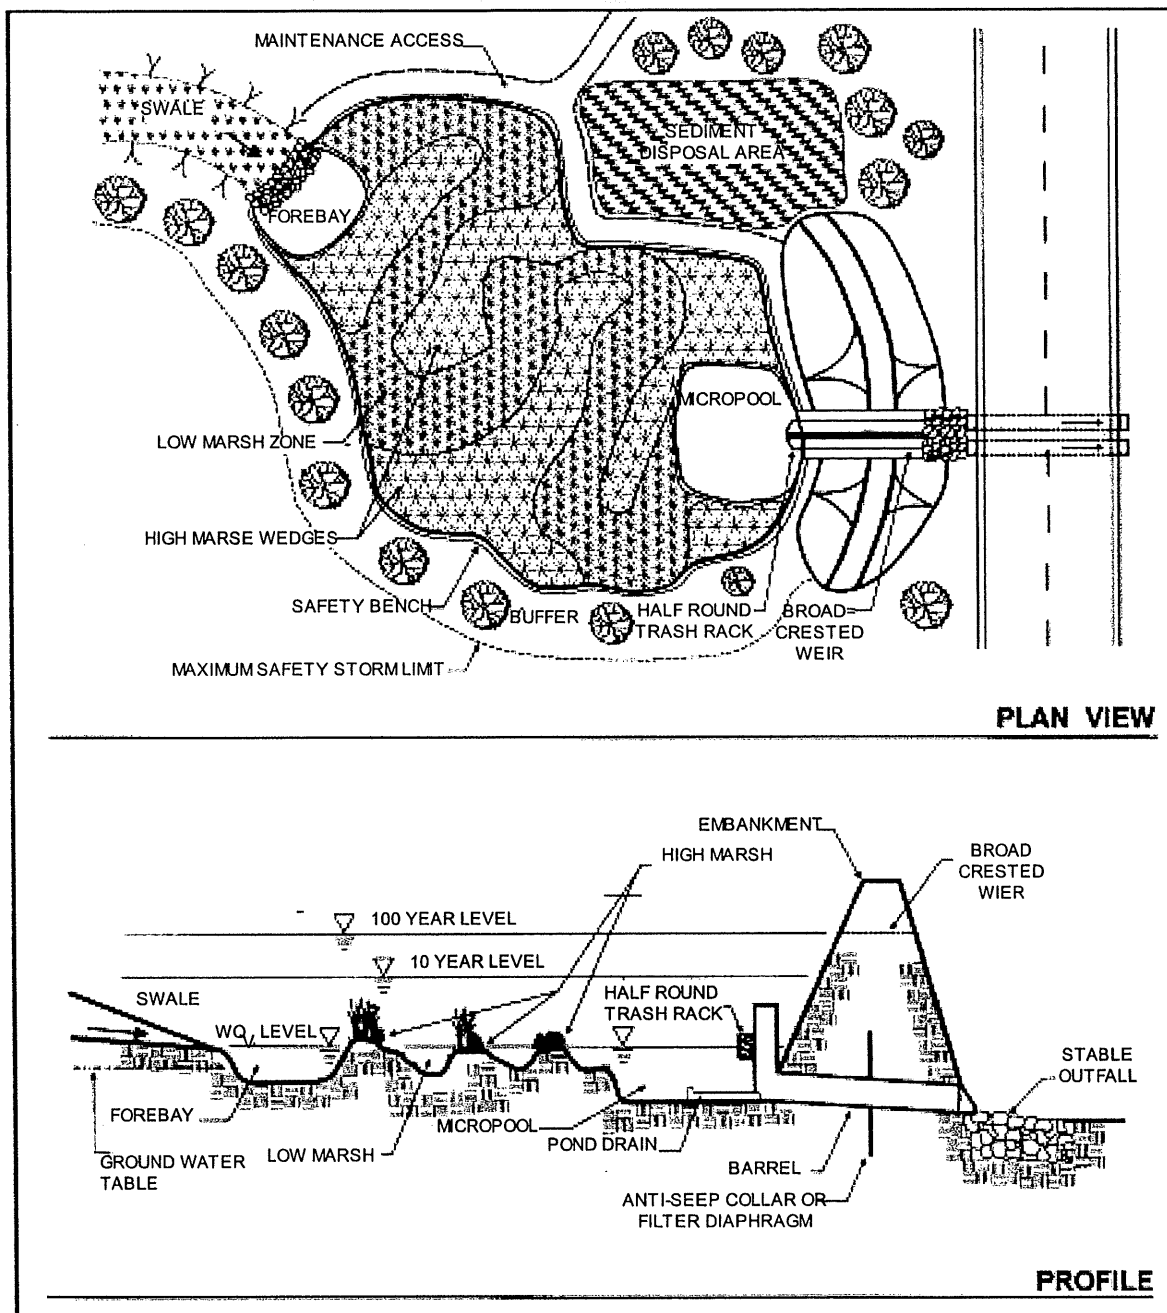 MAINTENANCE ACCESS
SWALE
SEDIMENT
DISPOSAL AREA
FOREBAY
MICROPOOL
LOW MARSH ZONE
HIGH MARSE WEDGES
SAFETY BENCH
BUFFER
HALF ROUND
TRASH RACK
BROAD
CRESTED
WEIR
MAXIMUM SAFETY STORM LIMIT
PLAN VIEW
EMBANKMENT
HIGH MARSH
BROAD
CRESTED
WIER
100 YEAR LEVEL
10 YEAR LEVEL
SWALE
HALF ROUND
TRASH RACK
WQv LEVEL
STABLE
OUTFALL
FOREBAY
MICROPOOL
POND DRAIN
LOW MARSH
GROUND WATER
TABLE
BARREL
ANTI-SEEP COLLAR OR
FILTER DIAPHRAGM
PROFILE